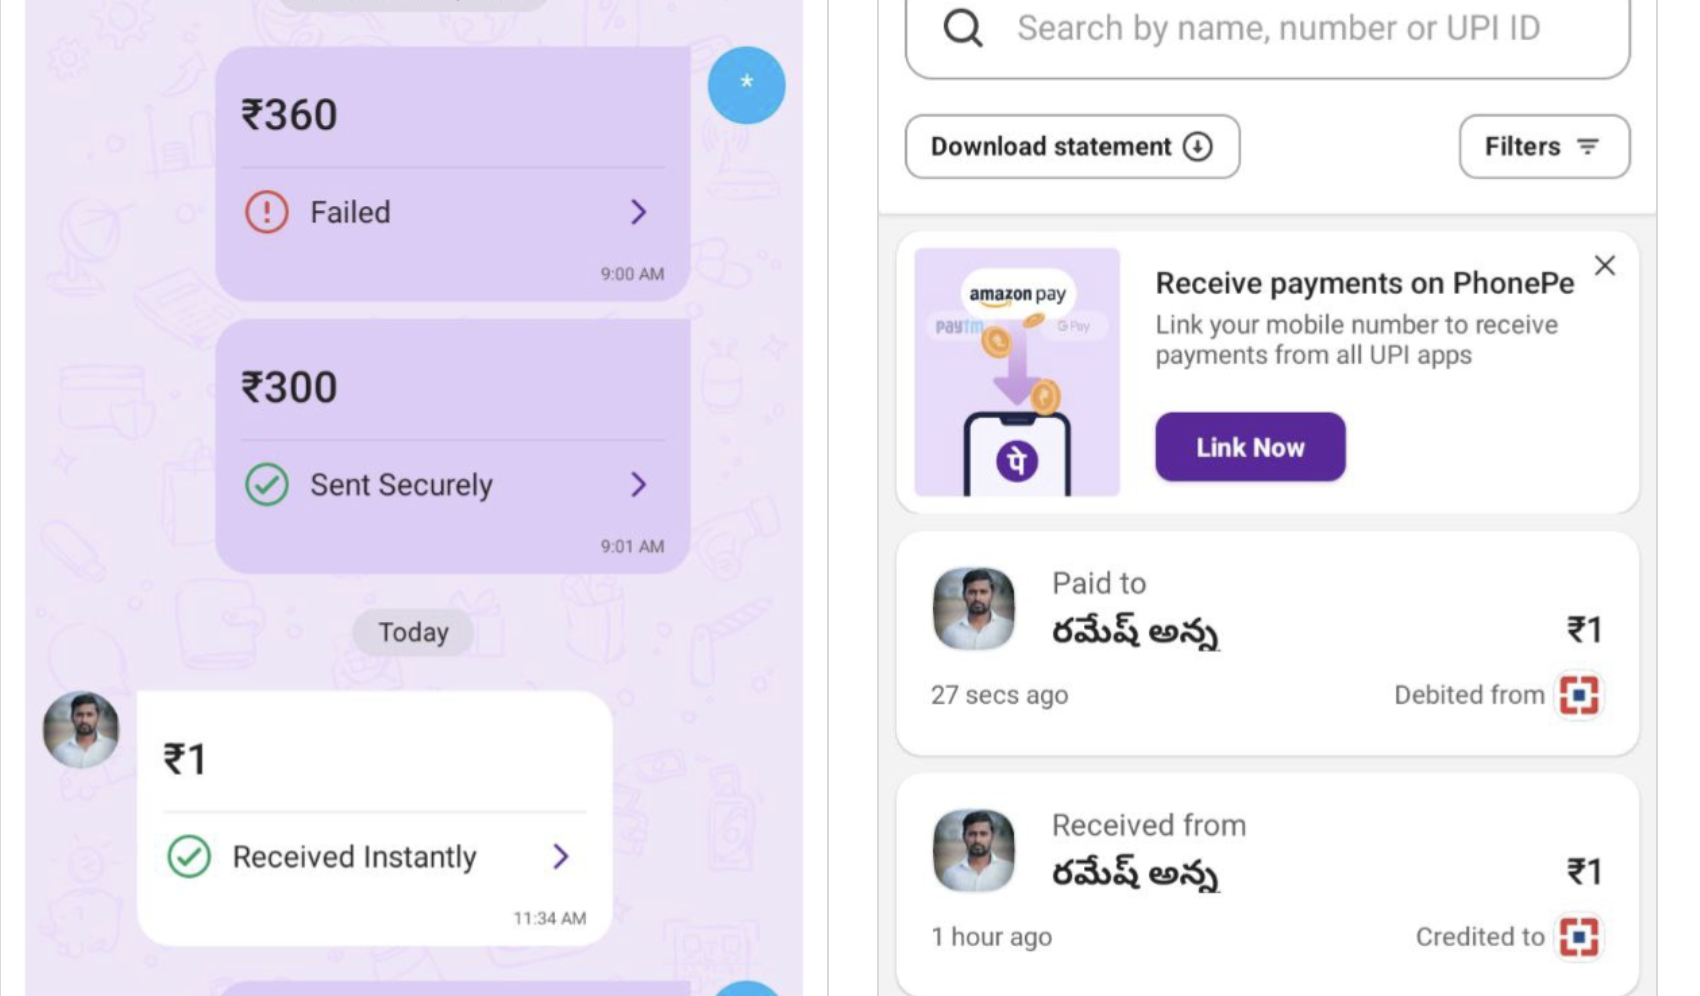 ₹360
*
Failed
9:00 AM
₹300
Sent Securely
9:01 AM
Today
₹1
Received Instantly
11:34 AM
Search by name, number or UPI ID
Download statement
Filters
amazon pay
paytm
G Pay
पे
Receive payments on PhonePe
Link your mobile number to receive
payments from all UPI apps
Link Now
Paid to
రమేష్ అన్న
₹1
27 secs ago
Debited from
Received from
రమేష్ అన్న
₹1
1 hour ago
Credited to